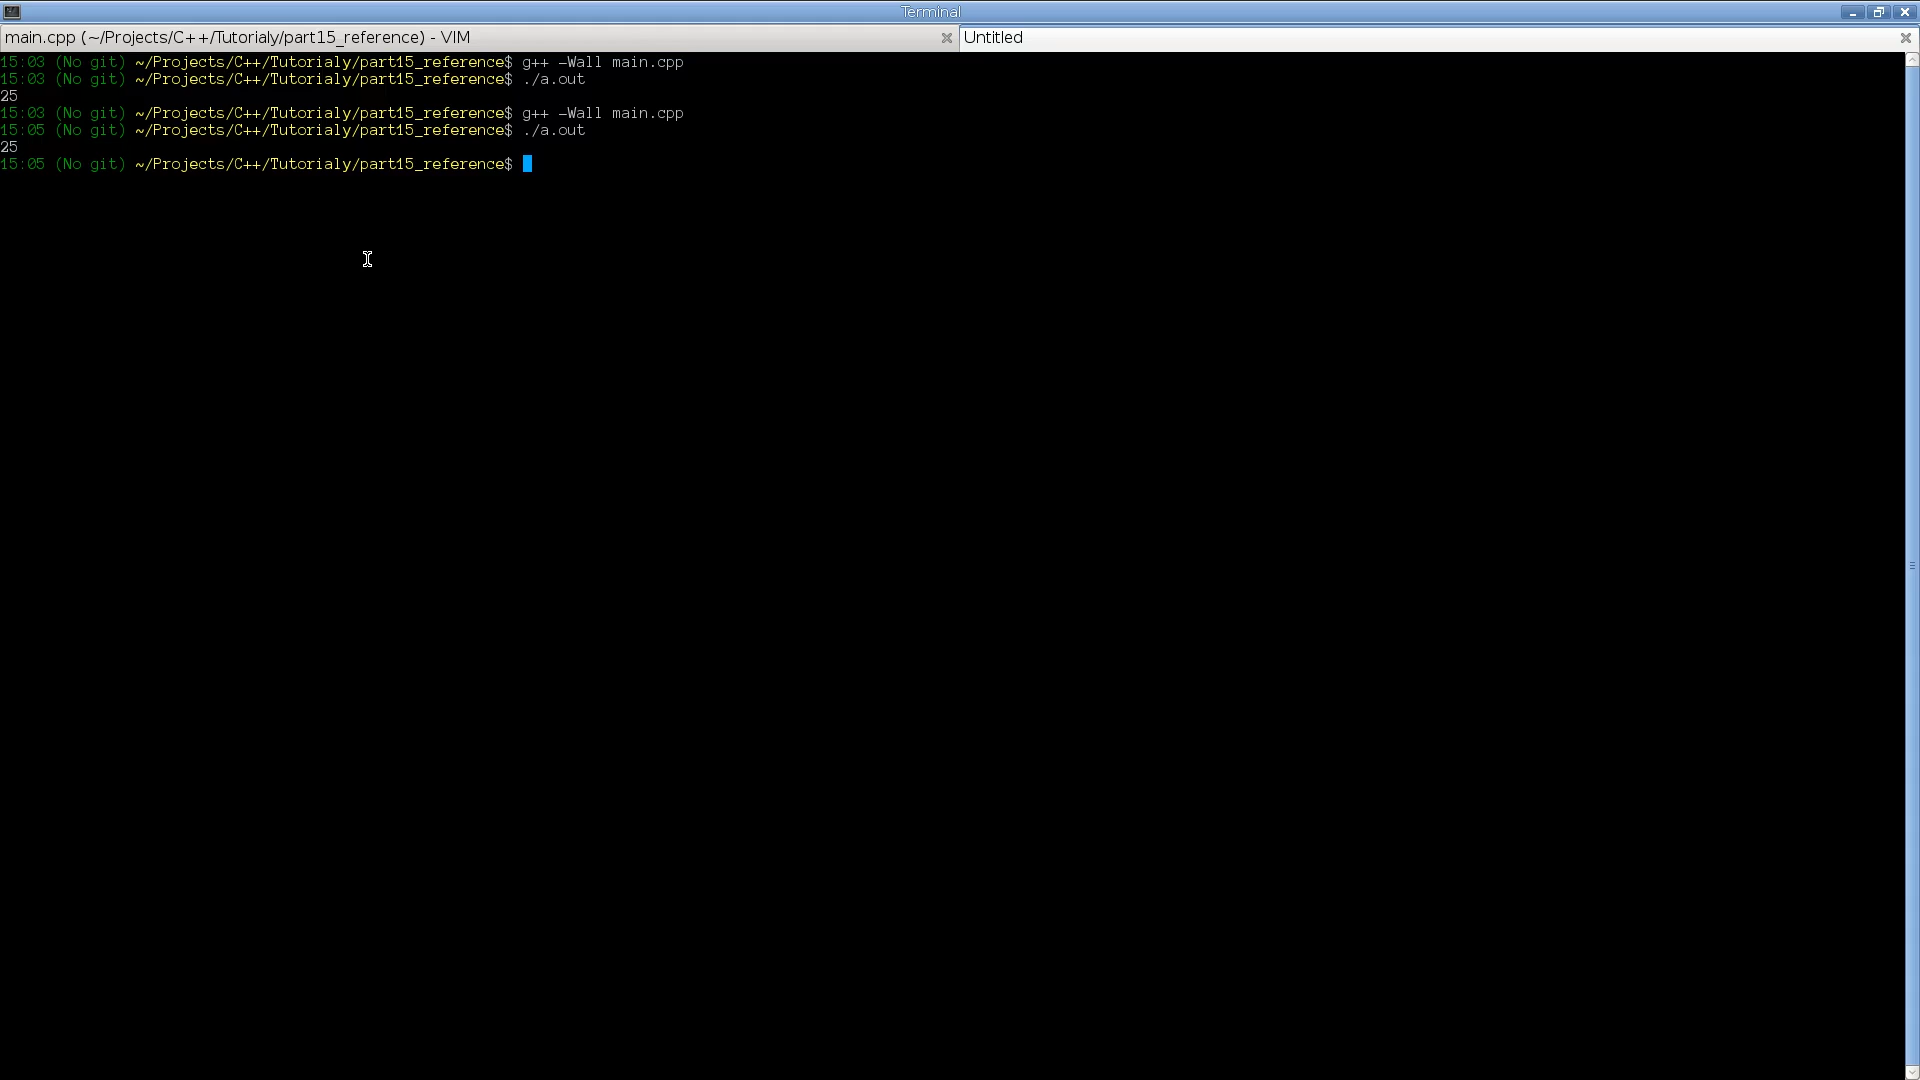 Terminal
main.cpp (~/Projects/C++/Tutorialy/part15_reference) - VIM
Untitled
15:03 (No git) ~/Projects/C++/Tutorialy/part15_reference$ g++ -Wall main.cpp
15:03 (No git) ~/Projects/C++/Tutorialy/part15_reference$ ./a.out
25
15:03 (No git) ~/Projects/C++/Tutorialy/part15_reference$ g++ -Wall main.cpp
15:05 (No git) ~/Projects/C++/Tutorialy/part15_reference$ ./a.out
25
15:05 (No git) ~/Projects/C++/Tutorialy/part15_reference$